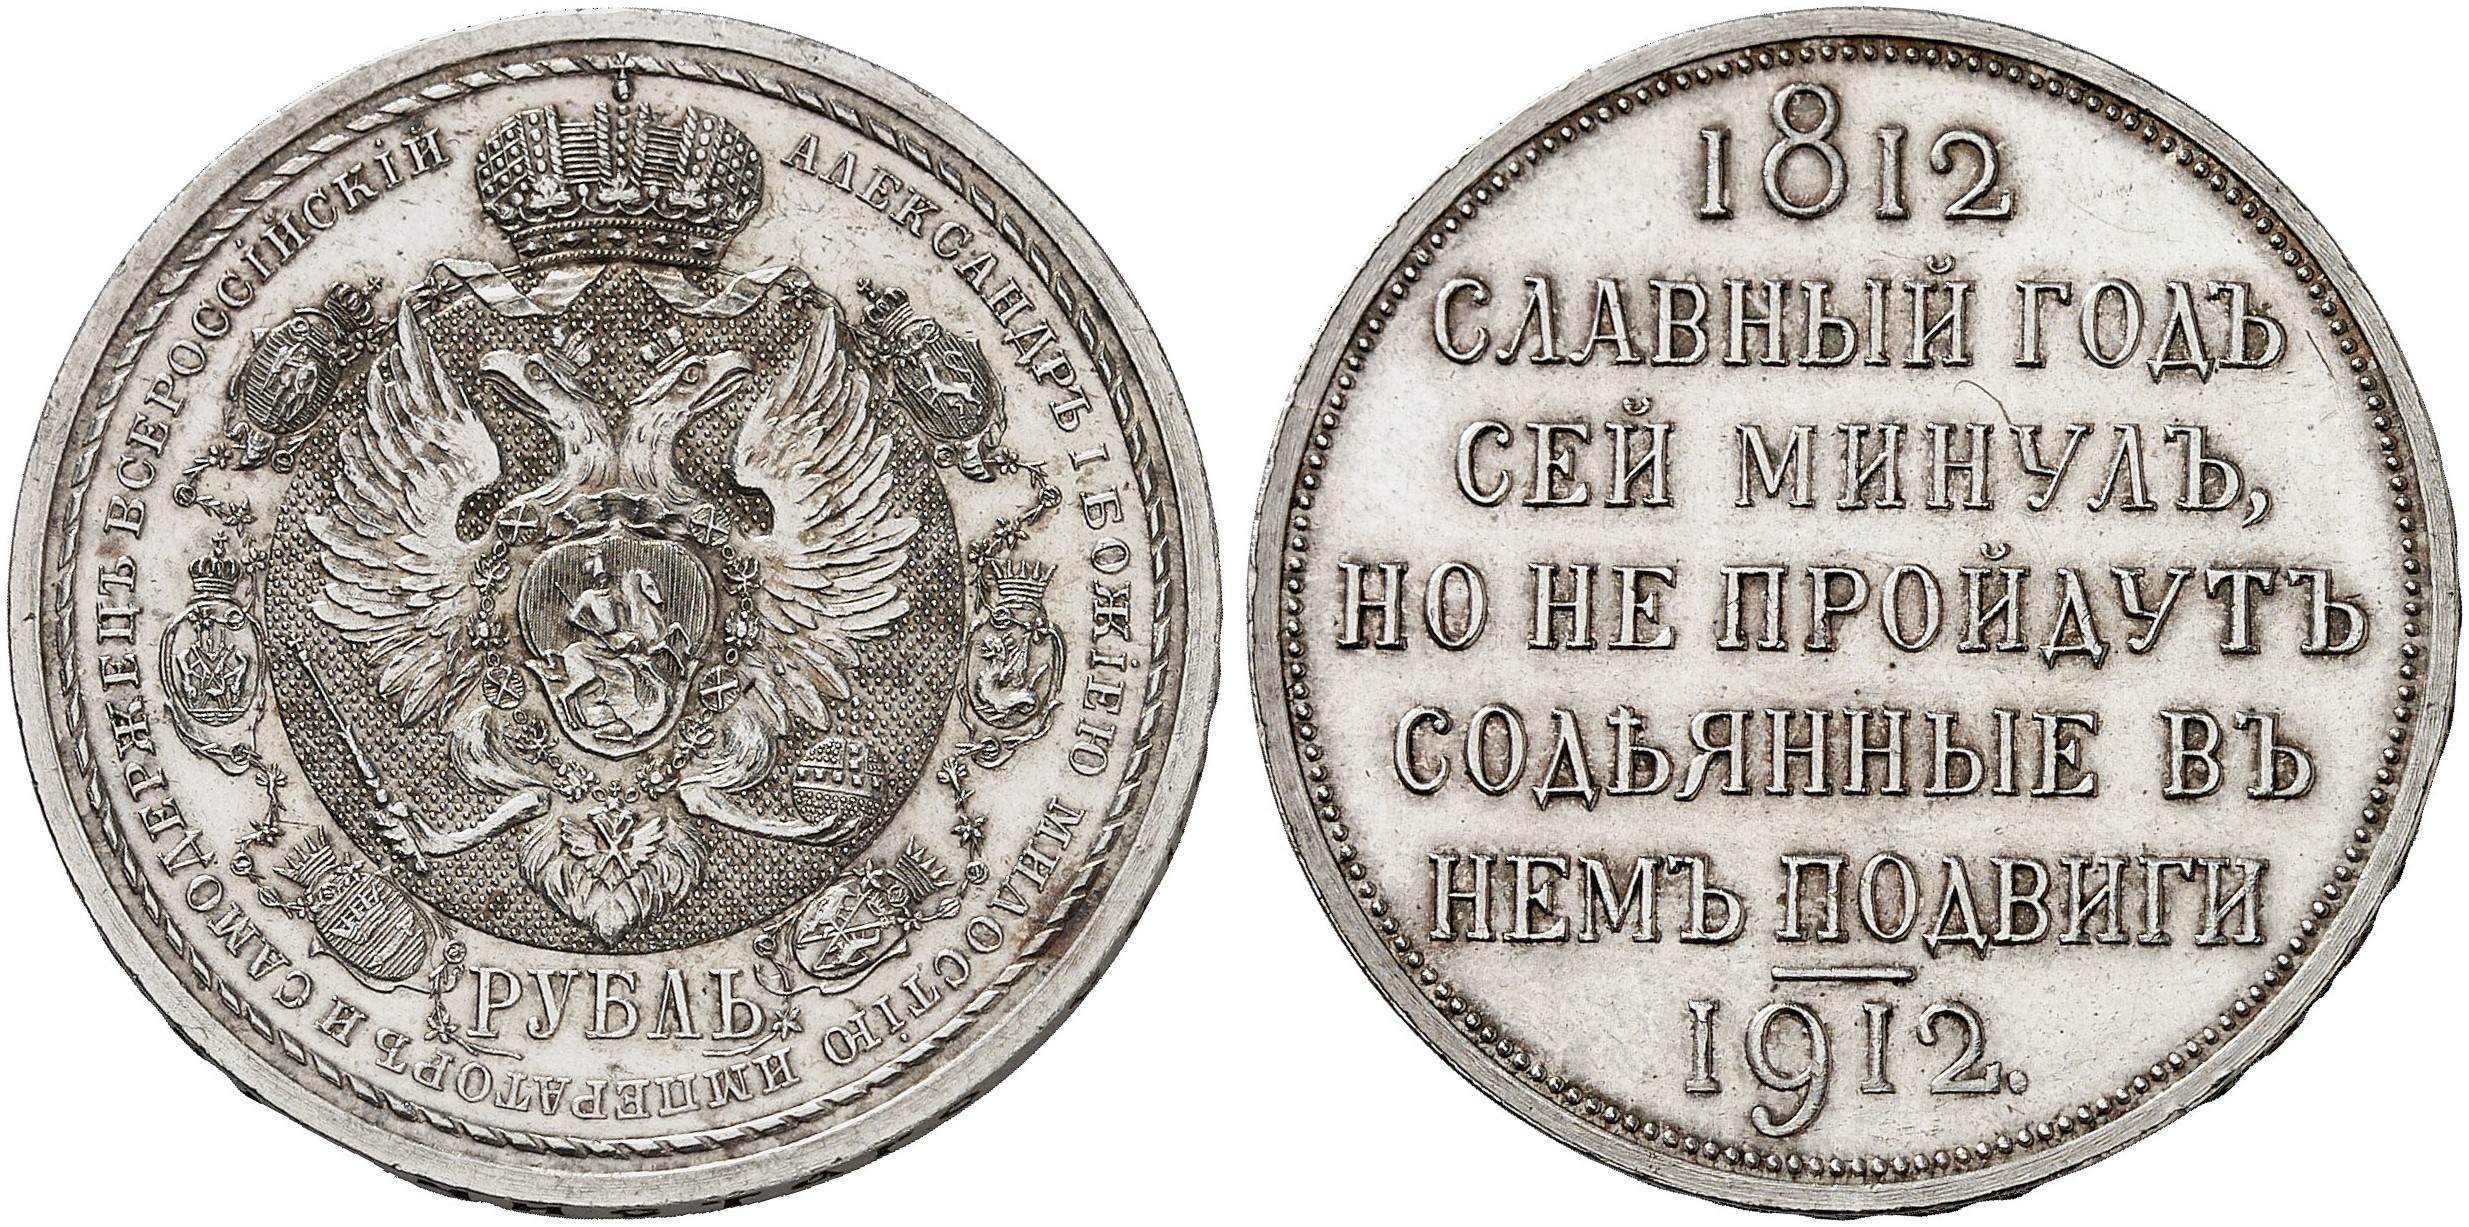 АЛЕКСАНДРЪ I БОЖІЕЮ МИЛОСТІЮ ИМПЕРАТОРЪ И САМОДЕРЖЕЦЪ ВСЕРОССІЙСКІЙ
РУБЛЬ
1812
СЛАВНЫЙ ГОДЪ
СЕЙ МИНУЛЪ,
НО НЕ ПРОЙДУТЪ
СОДѢЯННЫЕ ВЪ
НЕМЪ ПОДВИГИ
1912.